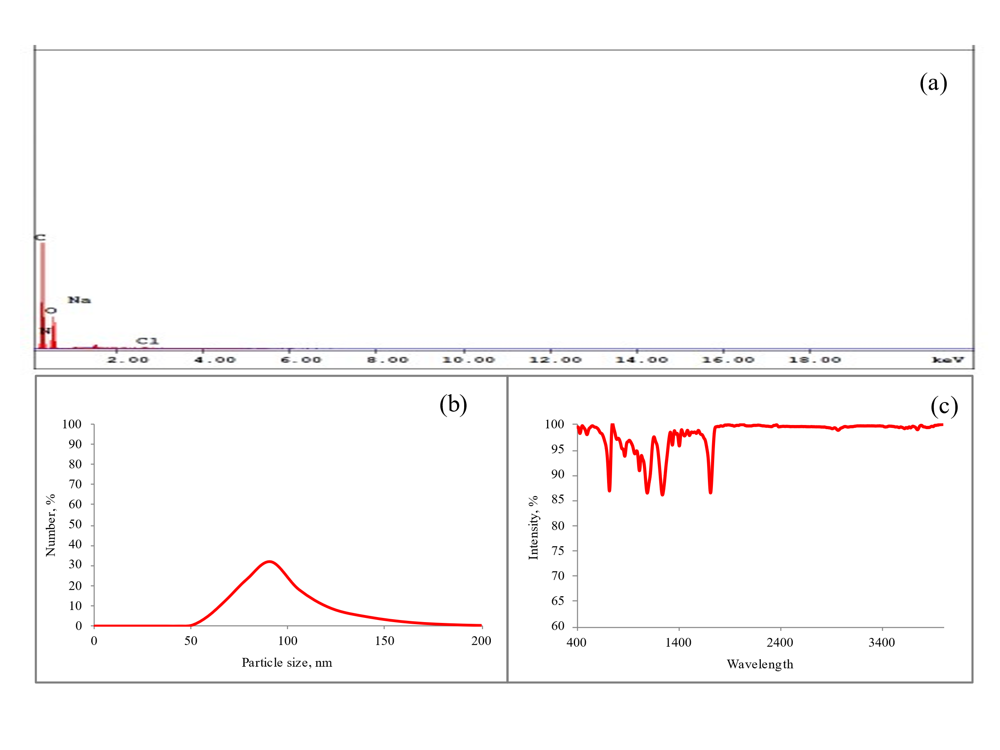 (a)
C
Na
O
N
Cl
2.00 4.00 6.00 8.00 10.00 12.00 14.00 16.00 18.00 keV
(b)
100
90
80
70
60
50
40
30
20
10
0
Number, %
0 50 100 150 200
Particle size, nm
(c)
100
95
90
85
80
75
70
65
60
Intensity, %
400 1400 2400 3400
Wavelength